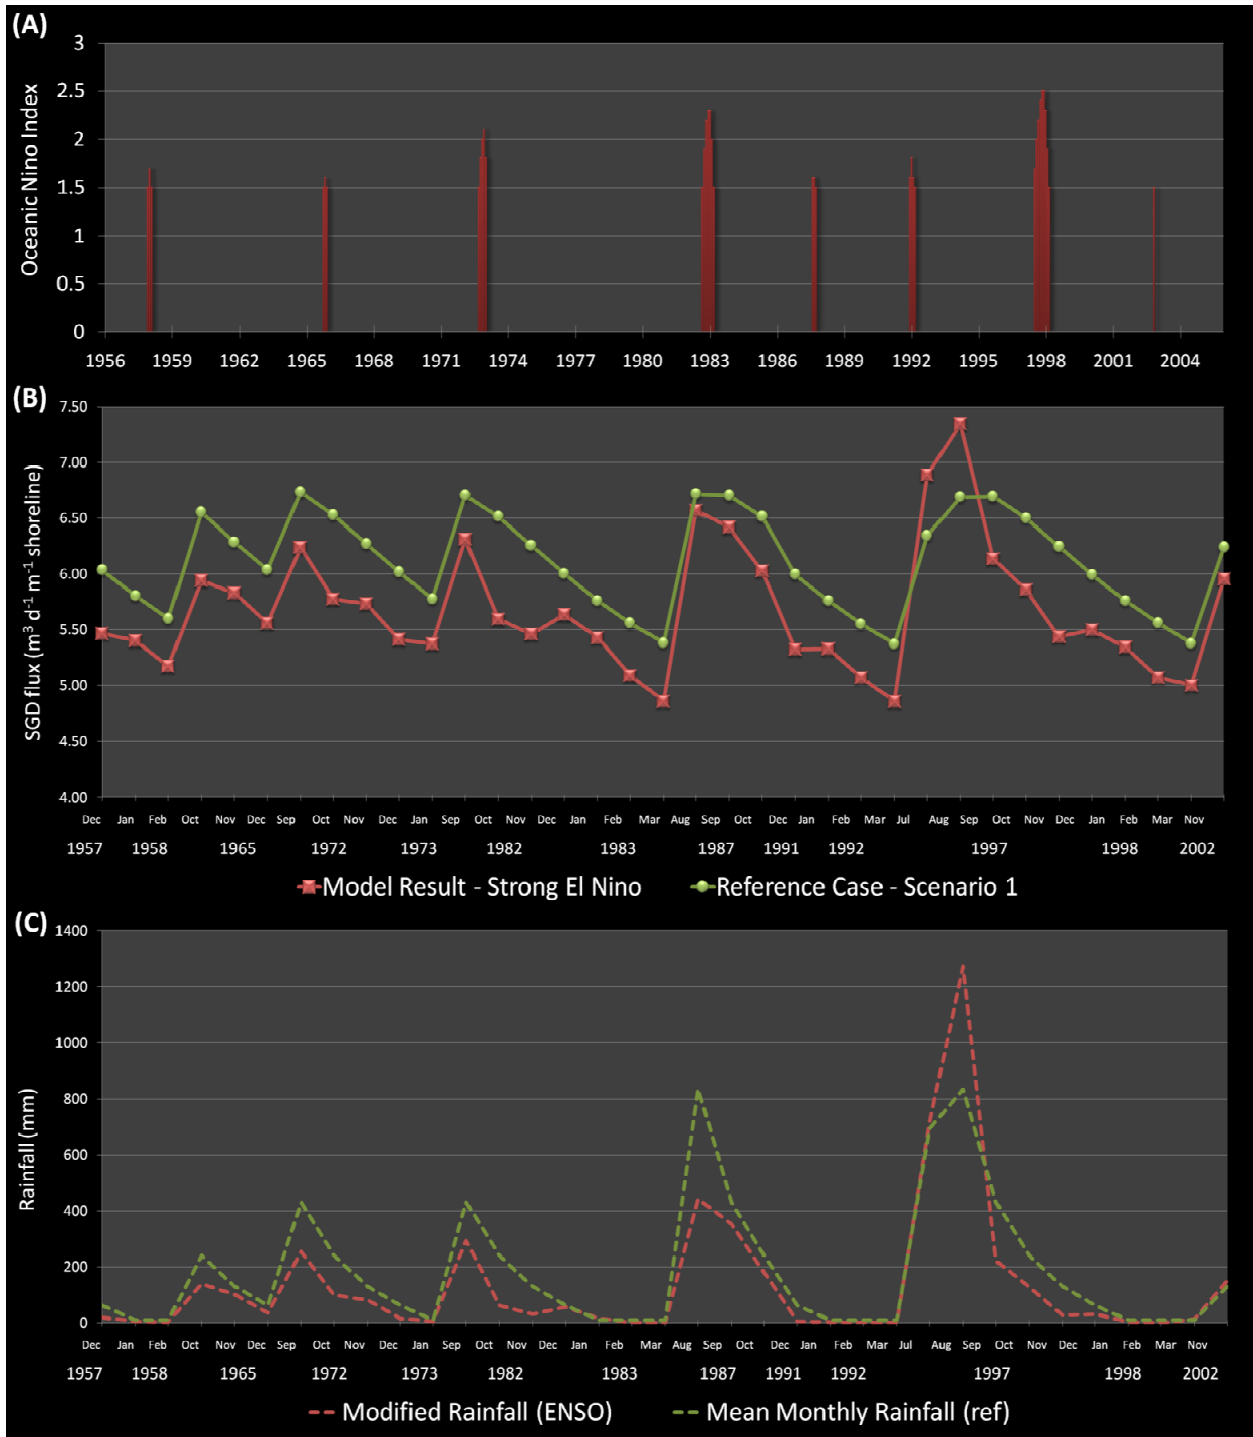 (A)
Oceanic Nino Index
3
2.5
2
1.5
1
0.5
0
1956 1959 1962 1965 1968 1971 1974 1977 1980 1983 1986 1989 1992 1995 1998 2001 2004
(B)
SGD flux (m³ d⁻¹ m⁻¹ shoreline)
7.50
7.00
6.50
6.00
5.50
5.00
4.50
4.00
Dec Jan Feb Oct Nov Dec Sep Oct Nov Dec Jan Sep Oct Nov Dec Jan Feb Mar Aug Sep Oct Dec Jan Feb Mar Jul Aug Sep Oct Nov Dec Jan Feb Mar Nov
1957 1958 1965 1972 1973 1982 1983 1987 1991 1992 1997 1998 2002
Model Result - Strong El Nino Reference Case - Scenario 1
(C)
Rainfall (mm)
1400
1200
1000
800
600
400
200
0
Dec Jan Feb Oct Nov Dec Sep Oct Nov Dec Jan Sep Oct Nov Dec Jan Feb Mar Aug Sep Oct Dec Jan Feb Mar Jul Aug Sep Oct Nov Dec Jan Feb Mar Nov
1957 1958 1965 1972 1973 1982 1983 1987 1991 1992 1997 1998 2002
Modified Rainfall (ENSO) Mean Monthly Rainfall (ref)